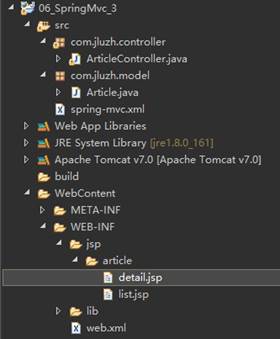 06_SpringMvc_3
src
com.jluzh.controller
ArticleController.java
com.jluzh.model
Article.java
spring-mvc.xml
Web App Libraries
JRE System Library [jre1.8.0_161]
Apache Tomcat v7.0 [Apache Tomcat v7.0]
build
WebContent
META-INF
WEB-INF
jsp
article
detail.jsp
list.jsp
lib
web.xml